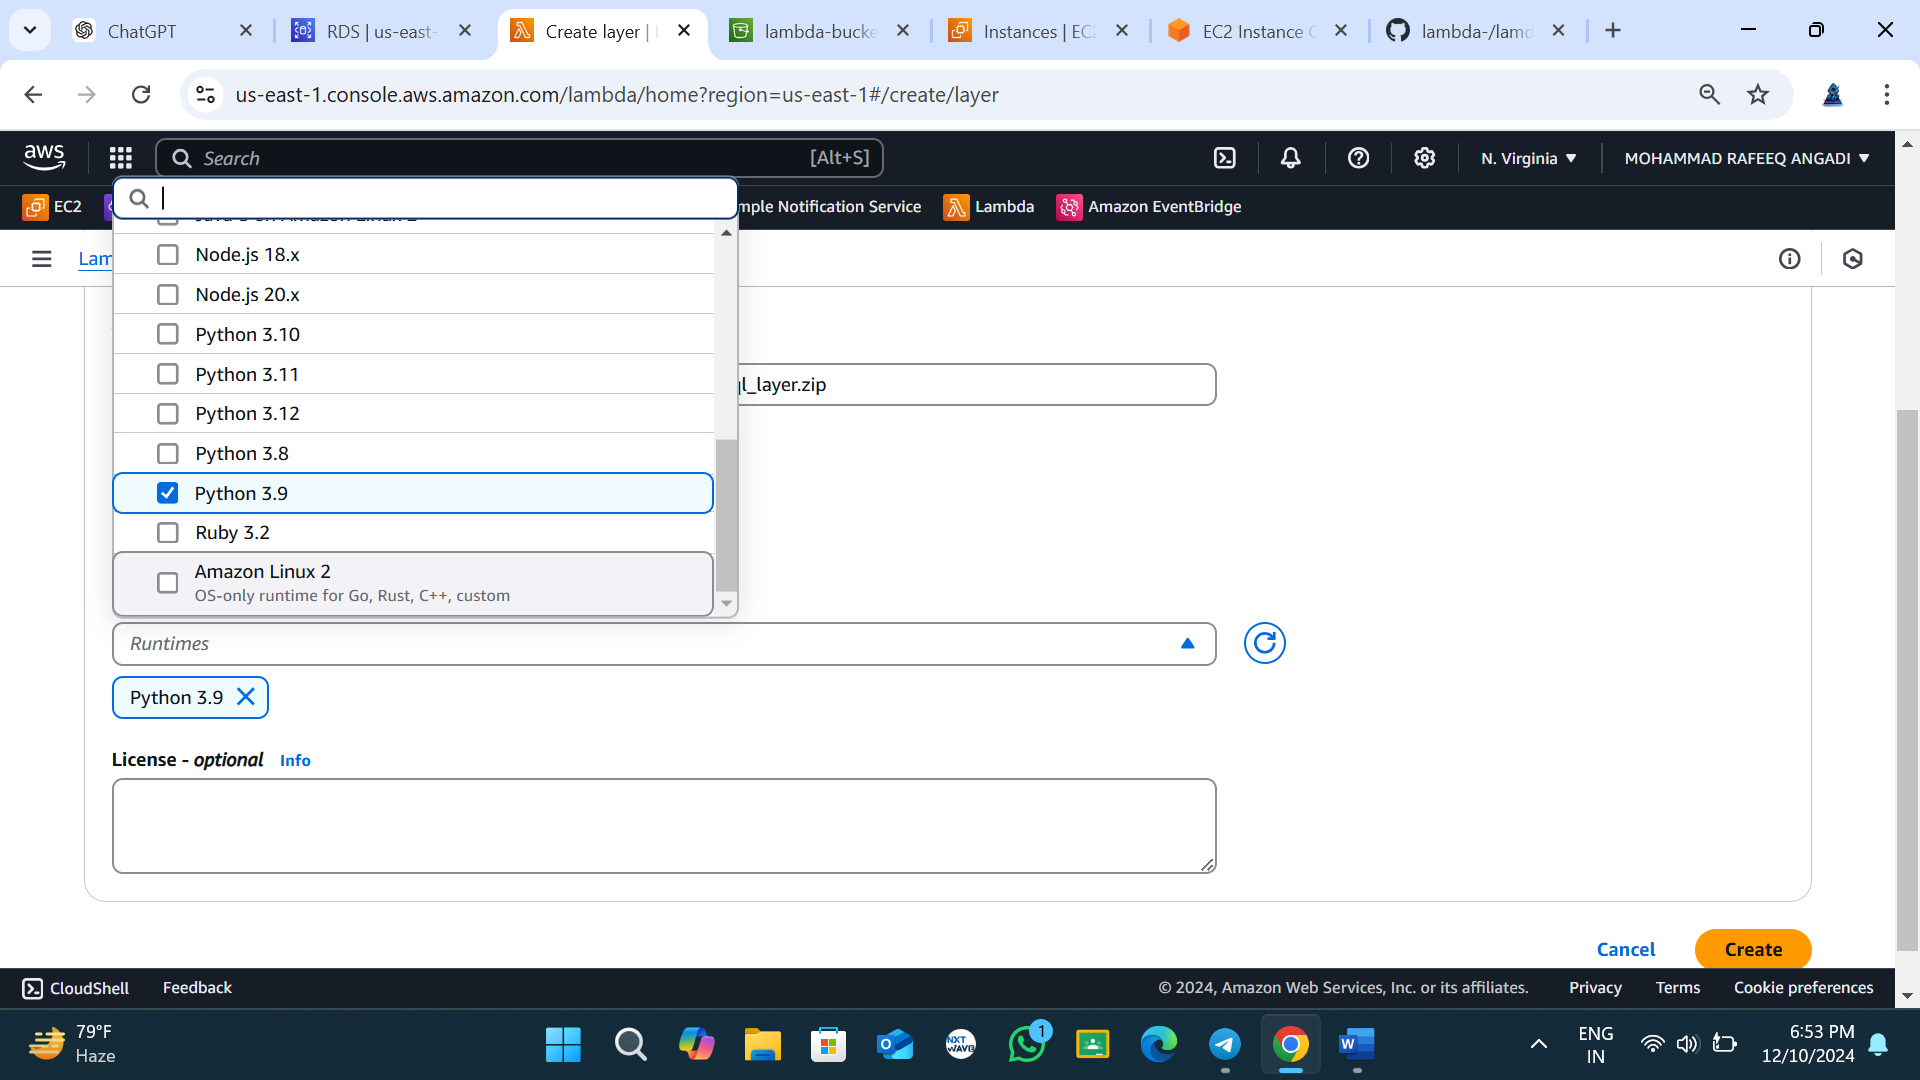 ChatGPT
RDS | us-east-
Create layer |
lambda-bucke
Instances | EC2
EC2 Instance
lambda-/lamd
us-east-1.console.aws.amazon.com/lambda/home?region=us-east-1#/create/layer
aws
Search
[Alt+S]
N. Virginia
MOHAMMAD RAFEEQ ANGADI
EC2
mple Notification Service
Lambda
Amazon EventBridge
Lam
Node.js 18.x
Node.js 20.x
Python 3.10
Python 3.11
Python 3.12
Python 3.8
Python 3.9
Ruby 3.2
Amazon Linux 2
OS-only runtime for Go, Rust, C++, custom
l_layer.zip
Runtimes
Python 3.9
License - optional Info
Cancel
Create
CloudShell
Feedback
© 2024, Amazon Web Services, Inc. or its affiliates.
Privacy
Terms
Cookie preferences
79°F
Haze
NXT
WAVE
1
ENG
IN
6:53 PM
12/10/2024